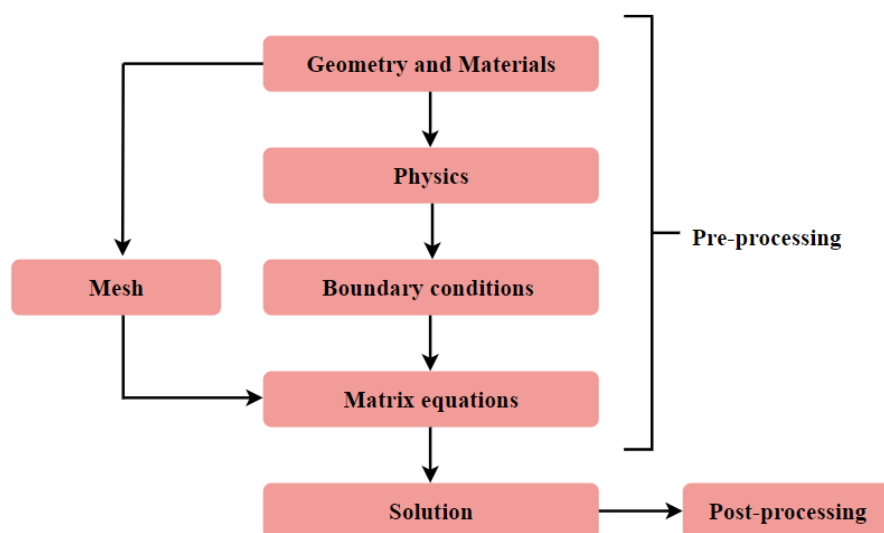 Geometry and Materials
Physics
Pre-processing
Mesh
Boundary conditions
Matrix equations
Solution
Post-processing